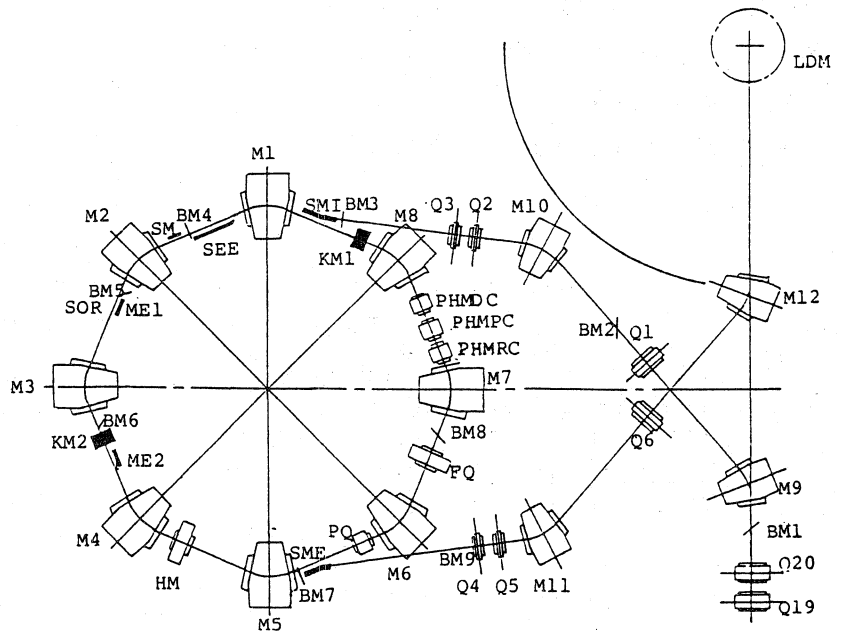 LDM
M1
M2
SM
BM4
SEE
SMI
BM3
M8
Q3
Q2
M10
KM1
BM5
SOR
ME1
PHMDC
PHMPC
PHMRC
M12
BM2
Q1
M3
M7
BM6
KM2
ME2
BM8
FQ
Q6
M9
M4
HM
PQ
SME
BM7
M5
M6
BM9
Q4
Q5
M11
BM1
Q20
Q19